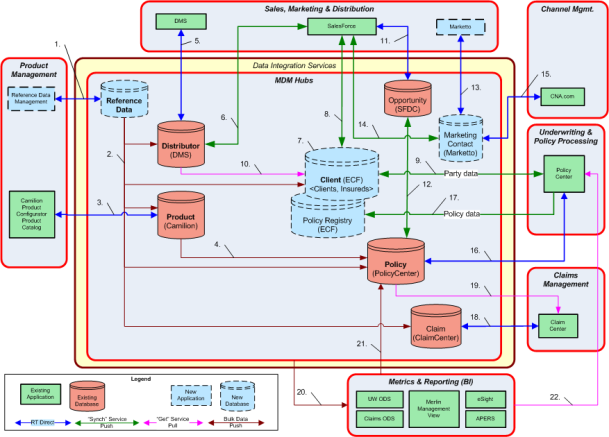 Sales, Marketing & Distribution
DMS
SalesForce
Marketto
Channel Mgmt.
CNA.com
1.
5.
11.
Product
Management
Reference Data
Management
Data Integration Services
MDM Hubs
Reference
Data
Opportunity
(SFDC)
13.
15.
6.
8.
14.
Distributor
(DMS)
Marketing
Contact
(Marketto)
Underwriting &
Policy Processing
Policy
Center
2.
7.
10.
9.
Party data
Client (ECF)
<Clients, Insureds>
12.
17.
Camilion
Product
Configurator
Product
Catalog
3.
Product
(Camilion)
Policy Registry
(ECF)
Policy data
4.
16.
Policy
(PolicyCenter)
Claims
Management
19.
Claim
Center
18.
Claim
(ClaimCenter)
21.
20.
22.
Metrics & Reporting (BI)
UW ODS
Claims ODS
Merlin
Management
View
eSight
APERS
Legend
Existing
Application
Existing
Database
New
Application
New
Database
RT Direct
"Synch" Service
Push
"Get" Service
Pull
Bulk Data
Push